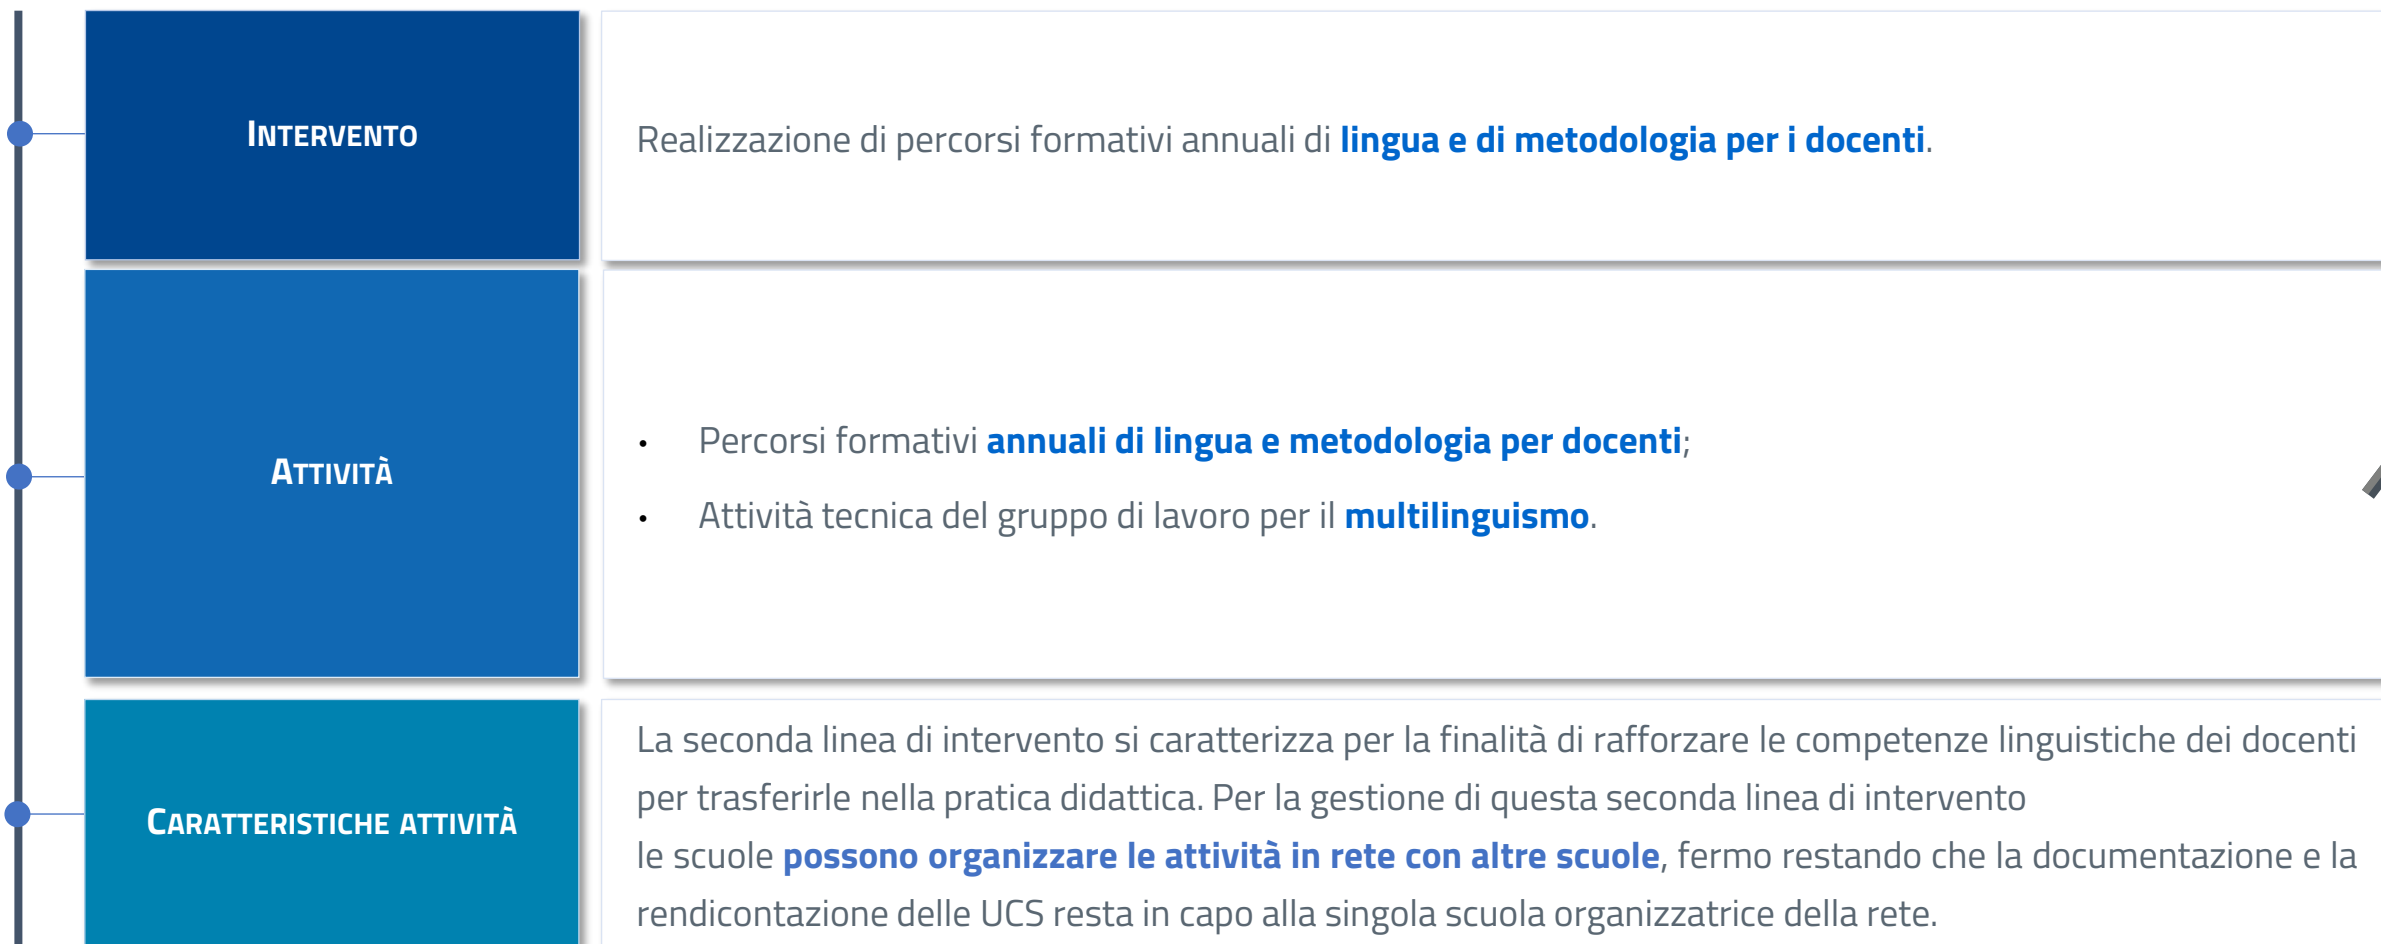 INTERVENTO
Realizzazione di percorsi formativi annuali di lingua e di metodologia per i docenti.
ATTIVITÀ
• Percorsi formativi annuali di lingua e metodologia per docenti;
• Attività tecnica del gruppo di lavoro per il multilinguismo.
CARATTERISTICHE ATTIVITÀ
La seconda linea di intervento si caratterizza per la finalità di rafforzare le competenze linguistiche dei docenti
per trasferirle nella pratica didattica. Per la gestione di questa seconda linea di intervento
le scuole possono organizzare le attività in rete con altre scuole, fermo restando che la documentazione e la
rendicontazione delle UCS resta in capo alla singola scuola organizzatrice della rete.